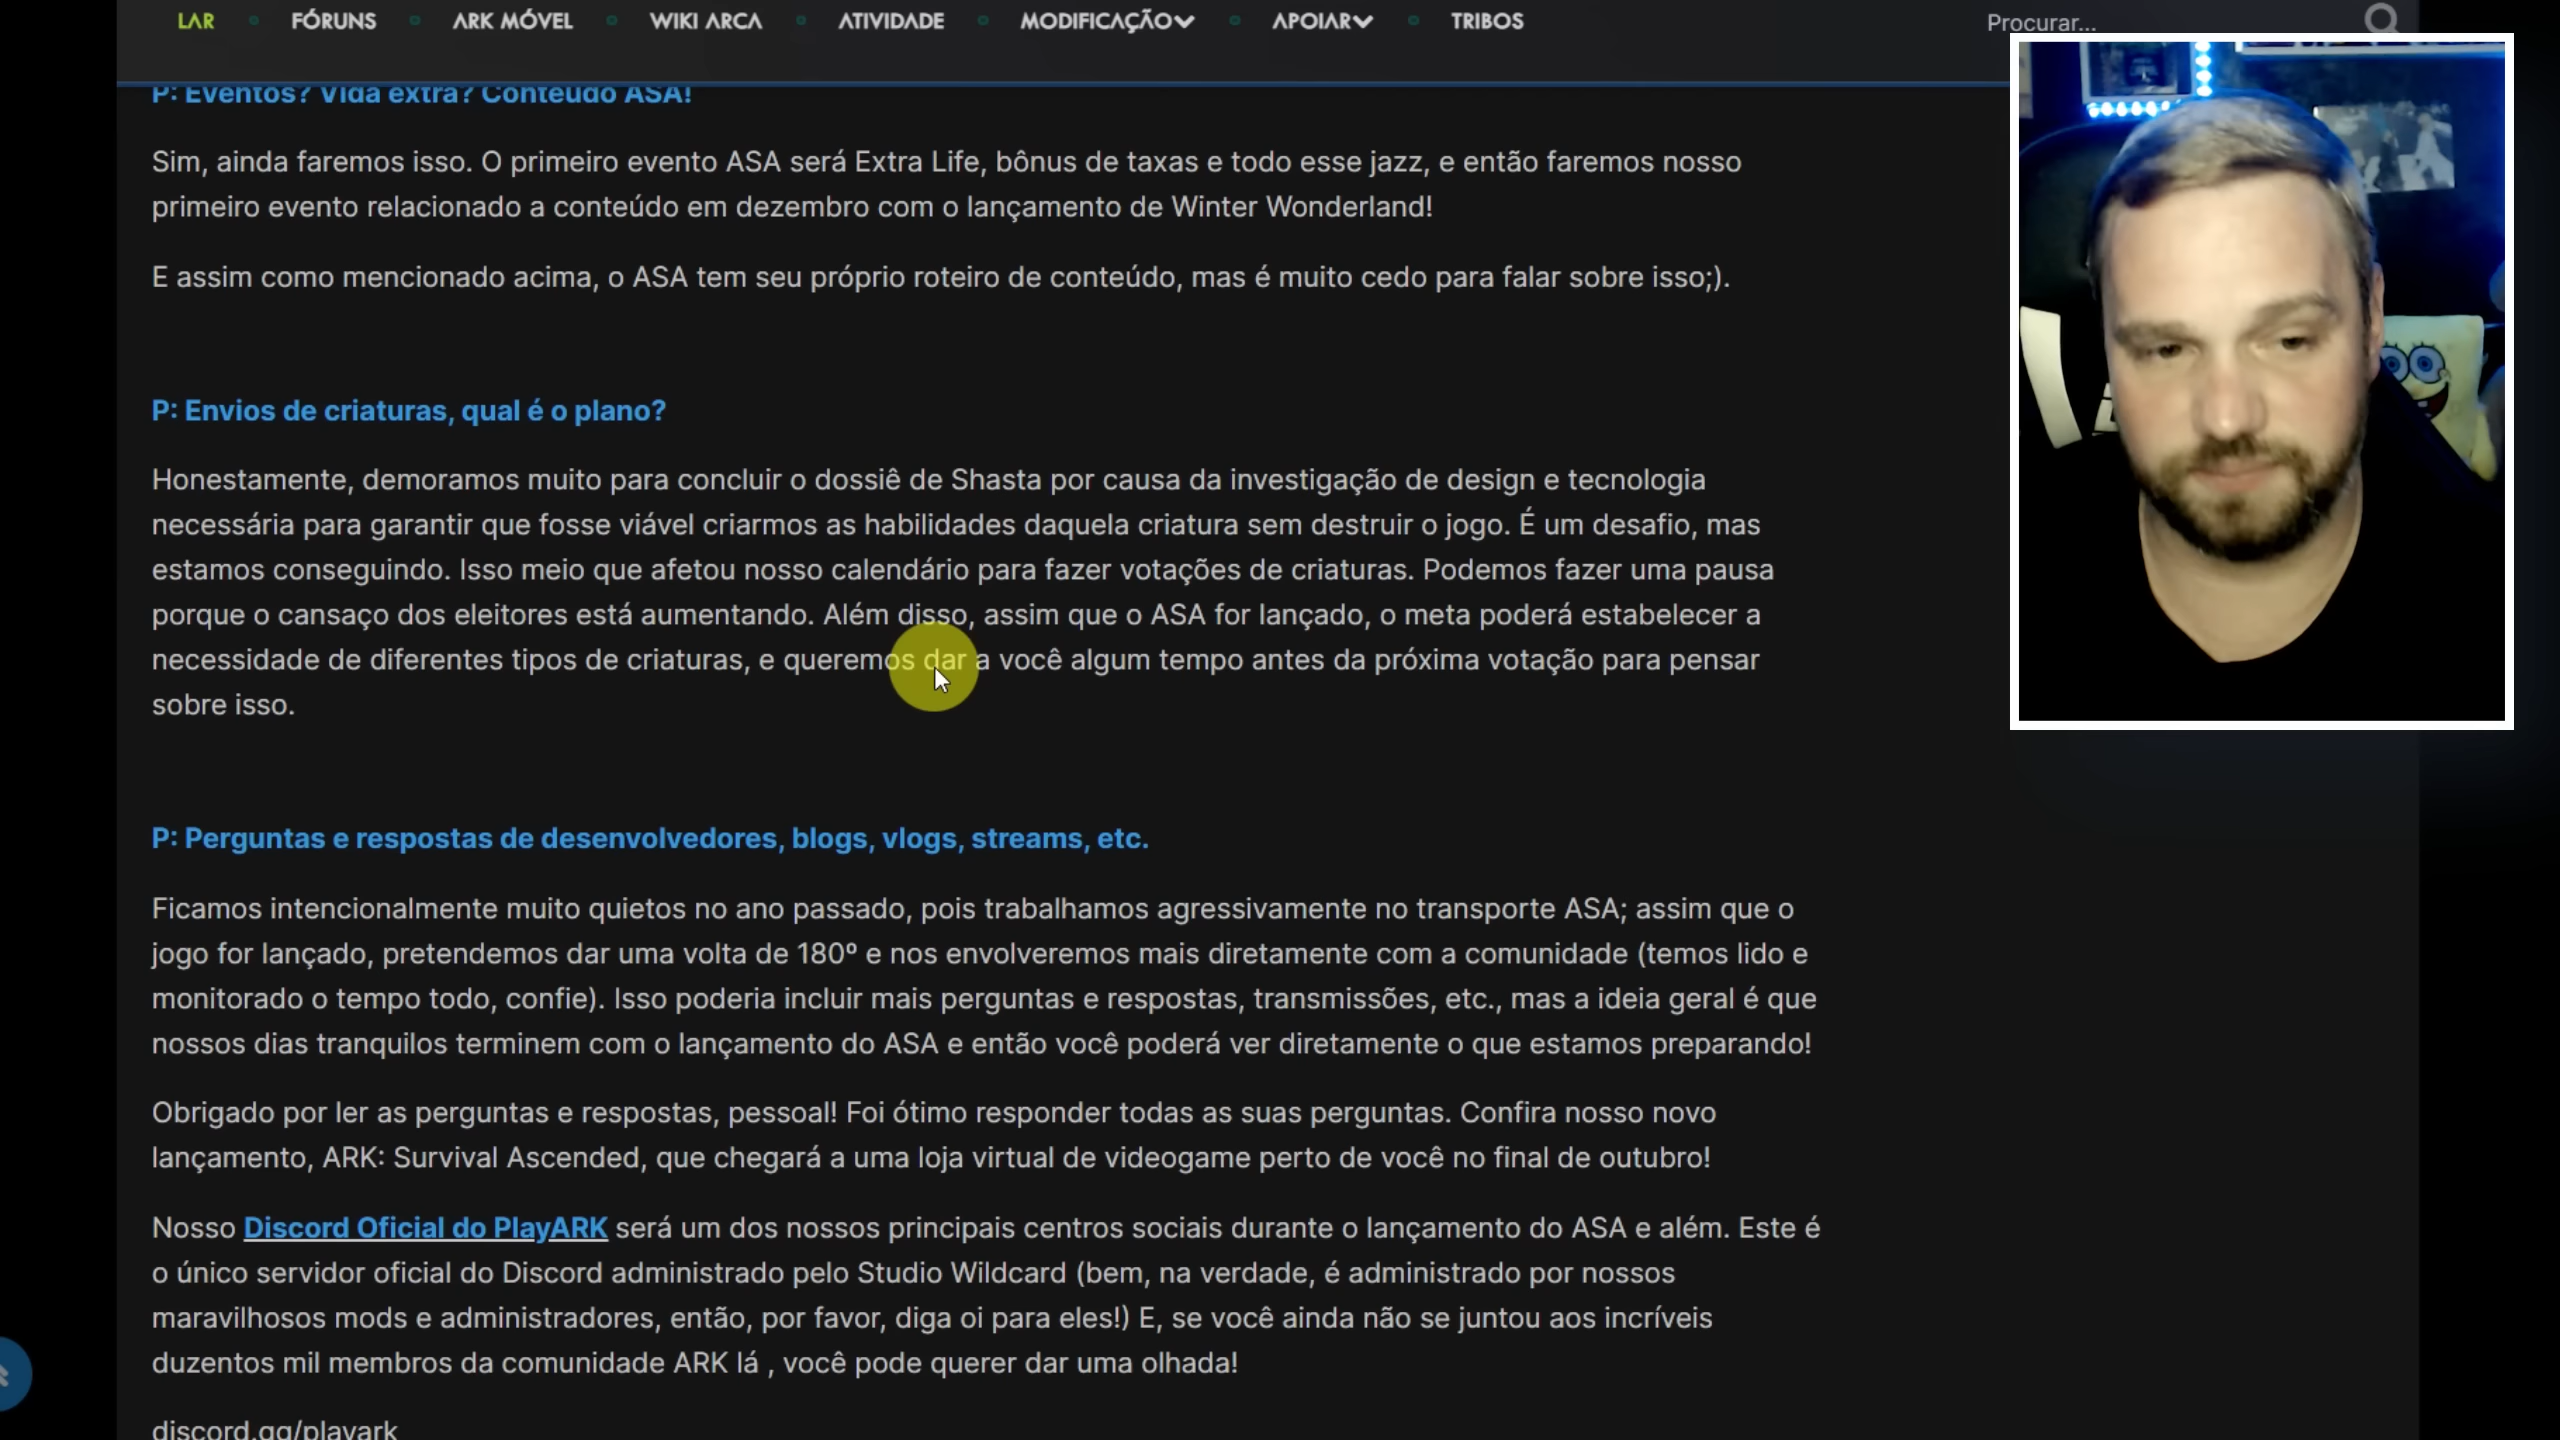 LAR FÓRUNS ARK MÓVEL WIKI ARCA ATIVIDADE MODIFICAÇÃO APOIAR TRIBOS Procurar...
P: Eventos? Vida extra? Conteúdo ASA!
Sim, ainda faremos isso. O primeiro evento ASA será Extra Life, bônus de taxas e todo esse jazz, e então faremos nosso
primeiro evento relacionado a conteúdo em dezembro com o lançamento de Winter Wonderland!
E assim como mencionado acima, o ASA tem seu próprio roteiro de conteúdo, mas é muito cedo para falar sobre isso;).
P: Envios de criaturas, qual é o plano?
Honestamente, demoramos muito para concluir o dossiê de Shasta por causa da investigação de design e tecnologia
necessária para garantir que fosse viável criarmos as habilidades daquela criatura sem destruir o jogo. É um desafio, mas
estamos conseguindo. Isso meio que afetou nosso calendário para fazer votações de criaturas. Podemos fazer uma pausa
porque o cansaço dos eleitores está aumentando. Além disso, assim que o ASA for lançado, o meta poderá estabelecer a
necessidade de diferentes tipos de criaturas, e queremos dar a você algum tempo antes da próxima votação para pensar
sobre isso.
P: Perguntas e respostas de desenvolvedores, blogs, vlogs, streams, etc.
Ficamos intencionalmente muito quietos no ano passado, pois trabalhamos agressivamente no transporte ASA; assim que o
jogo for lançado, pretendemos dar uma volta de 180º e nos envolveremos mais diretamente com a comunidade (temos lido e
monitorado o tempo todo, confie). Isso poderia incluir mais perguntas e respostas, transmissões, etc., mas a ideia geral é que
nossos dias tranquilos terminem com o lançamento do ASA e então você poderá ver diretamente o que estamos preparando!
Obrigado por ler as perguntas e respostas, pessoal! Foi ótimo responder todas as suas perguntas. Confira nosso novo
lançamento, ARK: Survival Ascended, que chegará a uma loja virtual de videogame perto de você no final de outubro!
Nosso Discord Oficial do PlayARK será um dos nossos principais centros sociais durante o lançamento do ASA e além. Este é
o único servidor oficial do Discord administrado pelo Studio Wildcard (bem, na verdade, é administrado por nossos
maravilhosos mods e administradores, então, por favor, diga oi para eles!) E, se você ainda não se juntou aos incríveis
duzentos mil membros da comunidade ARK lá , você pode querer dar uma olhada!
discord.gg/playark